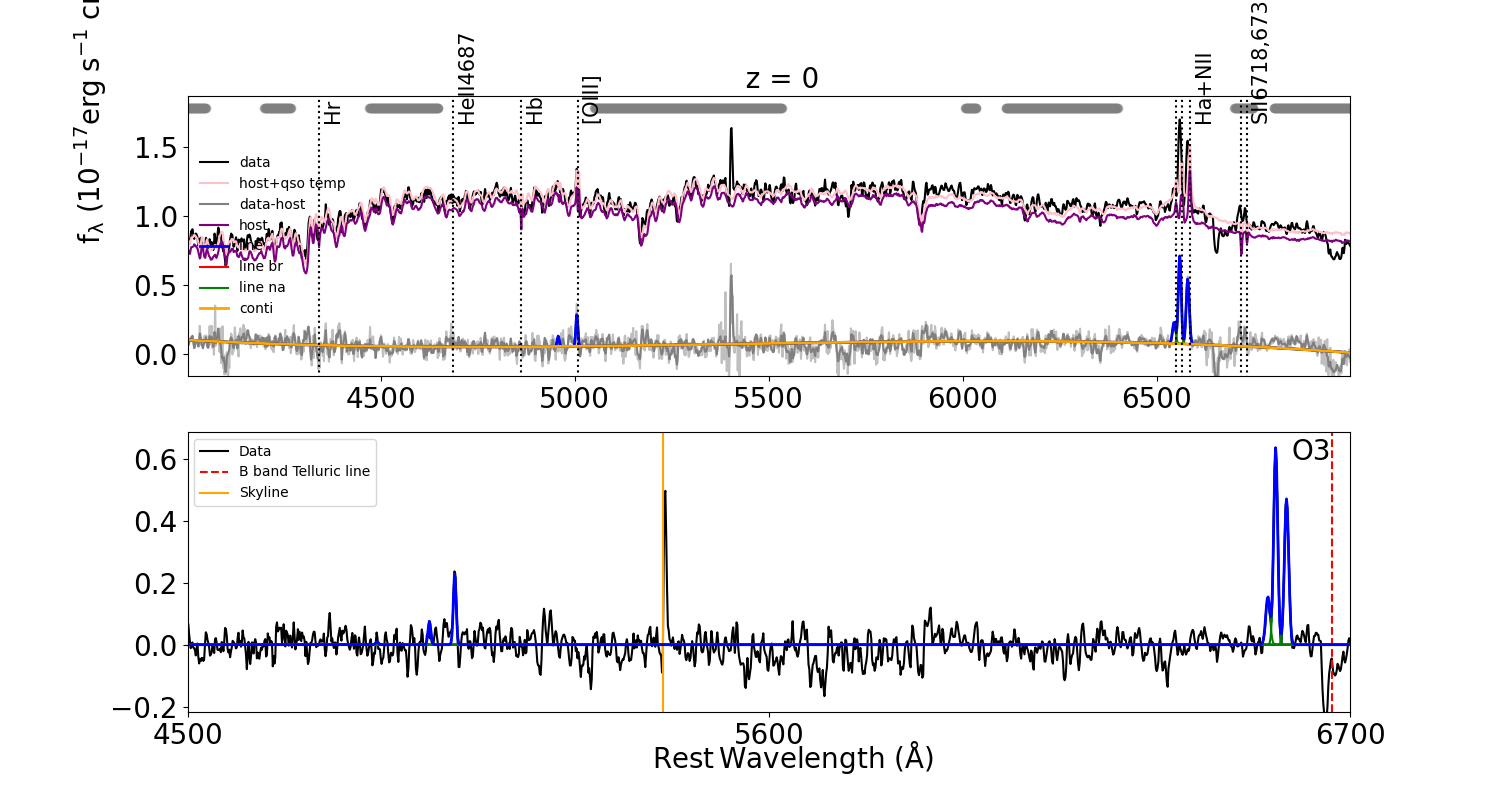 f_λ (10^−17 erg s^−1 c
z = 0
Hr
HeII4687
Hb
[OIII]
Ha+NII
SII6718,673
1.5
1.0
0.5
0.0
data
host+qso temp
data-host
host
line br
line na
conti
4500
5000
5500
6000
6500
0.6
0.4
0.2
0.0
−0.2
Data
B band Telluric line
Skyline
O3
4500
5600
6700
Rest Wavelength (Å)